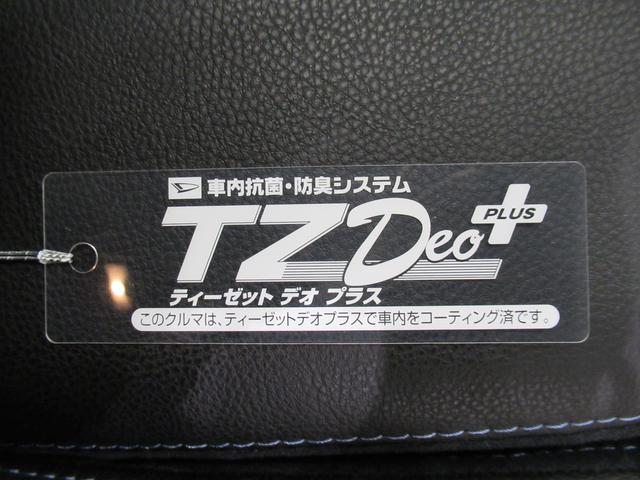 車内抗菌・防臭システム
TZ Deo PLUS
ティーゼット デオ プラス
このクルマは、ティーゼットデオプラスで車内をコーティング済です。